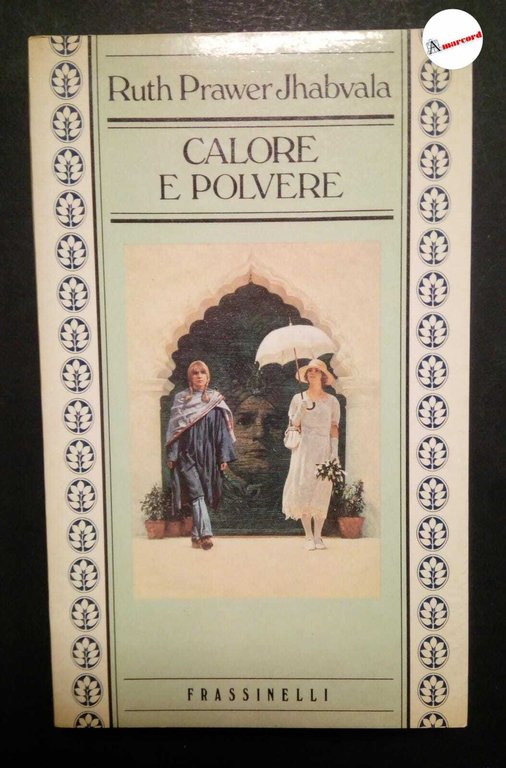 Amarcord
Ruth Prawer Jhabvala
CALORE
E POLVERE
FRASSINELLI